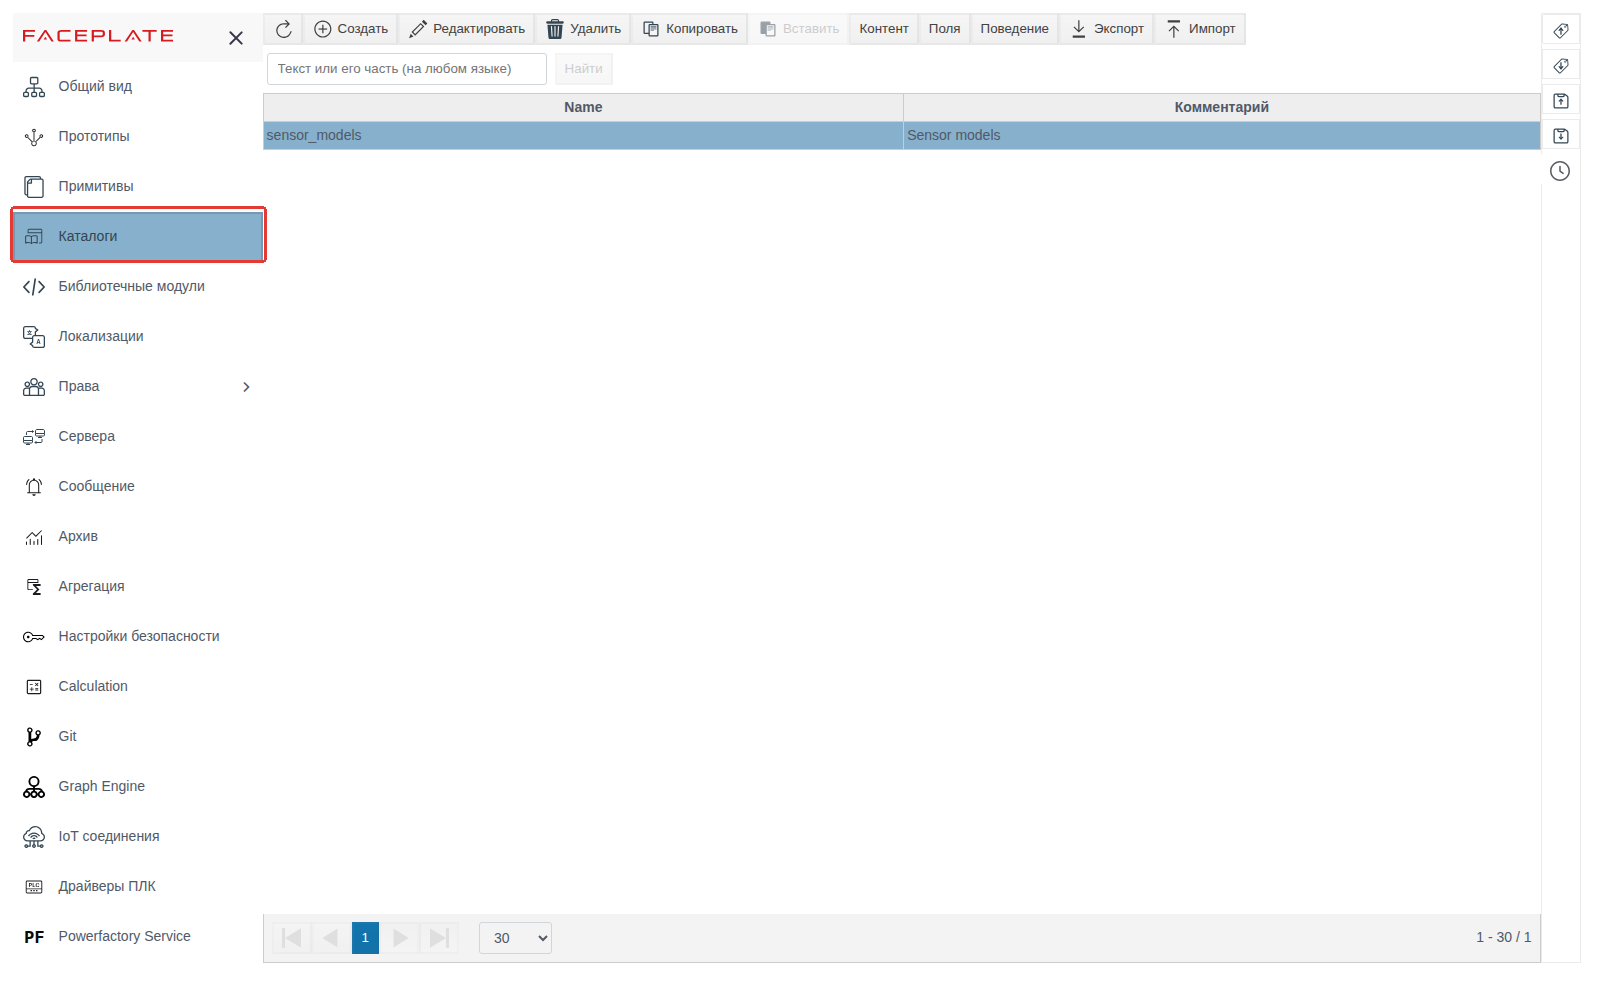 FACEPLATE
Общий вид
Прототипы
Примитивы
Каталоги
Библиотечные модули
Локализации
Права
Сервера
Сообщение
Архив
Агрегация
Настройки безопасности
Calculation
Git
Graph Engine
IoT соединения
Драйверы ПЛК
PF Powerfactory Service
Создать Редактировать Удалить Копировать Вставить Контент Поля Поведение Экспорт Импорт
Текст или его часть (на любом языке) Найти
Name Комментарий
sensor_models Sensor models
1 30 1 - 30 / 1